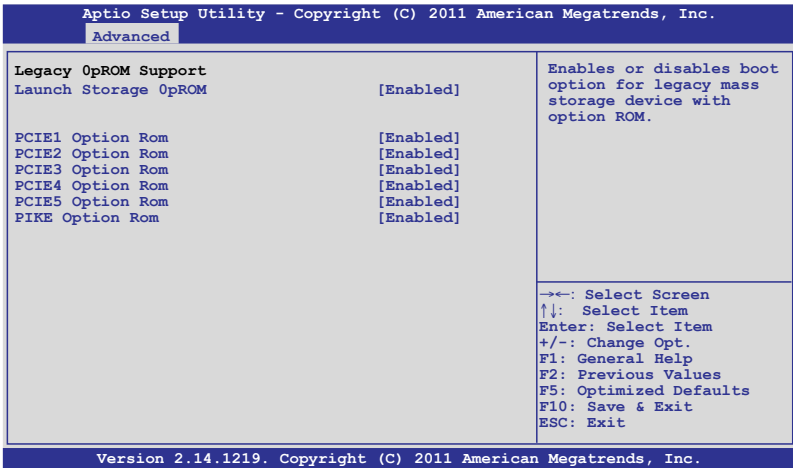 Aptio Setup Utility - Copyright (C) 2011 American Megatrends, Inc.
Advanced
Legacy 0pROM Support
Launch Storage 0pROM [Enabled]
PCIE1 Option Rom [Enabled]
PCIE2 Option Rom [Enabled]
PCIE3 Option Rom [Enabled]
PCIE4 Option Rom [Enabled]
PCIE5 Option Rom [Enabled]
PIKE Option Rom [Enabled]
Enables or disables boot
option for legacy mass
storage device with
option ROM.
→←: Select Screen
↑↓: Select Item
Enter: Select Item
+/-: Change Opt.
F1: General Help
F2: Previous Values
F5: Optimized Defaults
F10: Save & Exit
ESC: Exit
Version 2.14.1219. Copyright (C) 2011 American Megatrends, Inc.